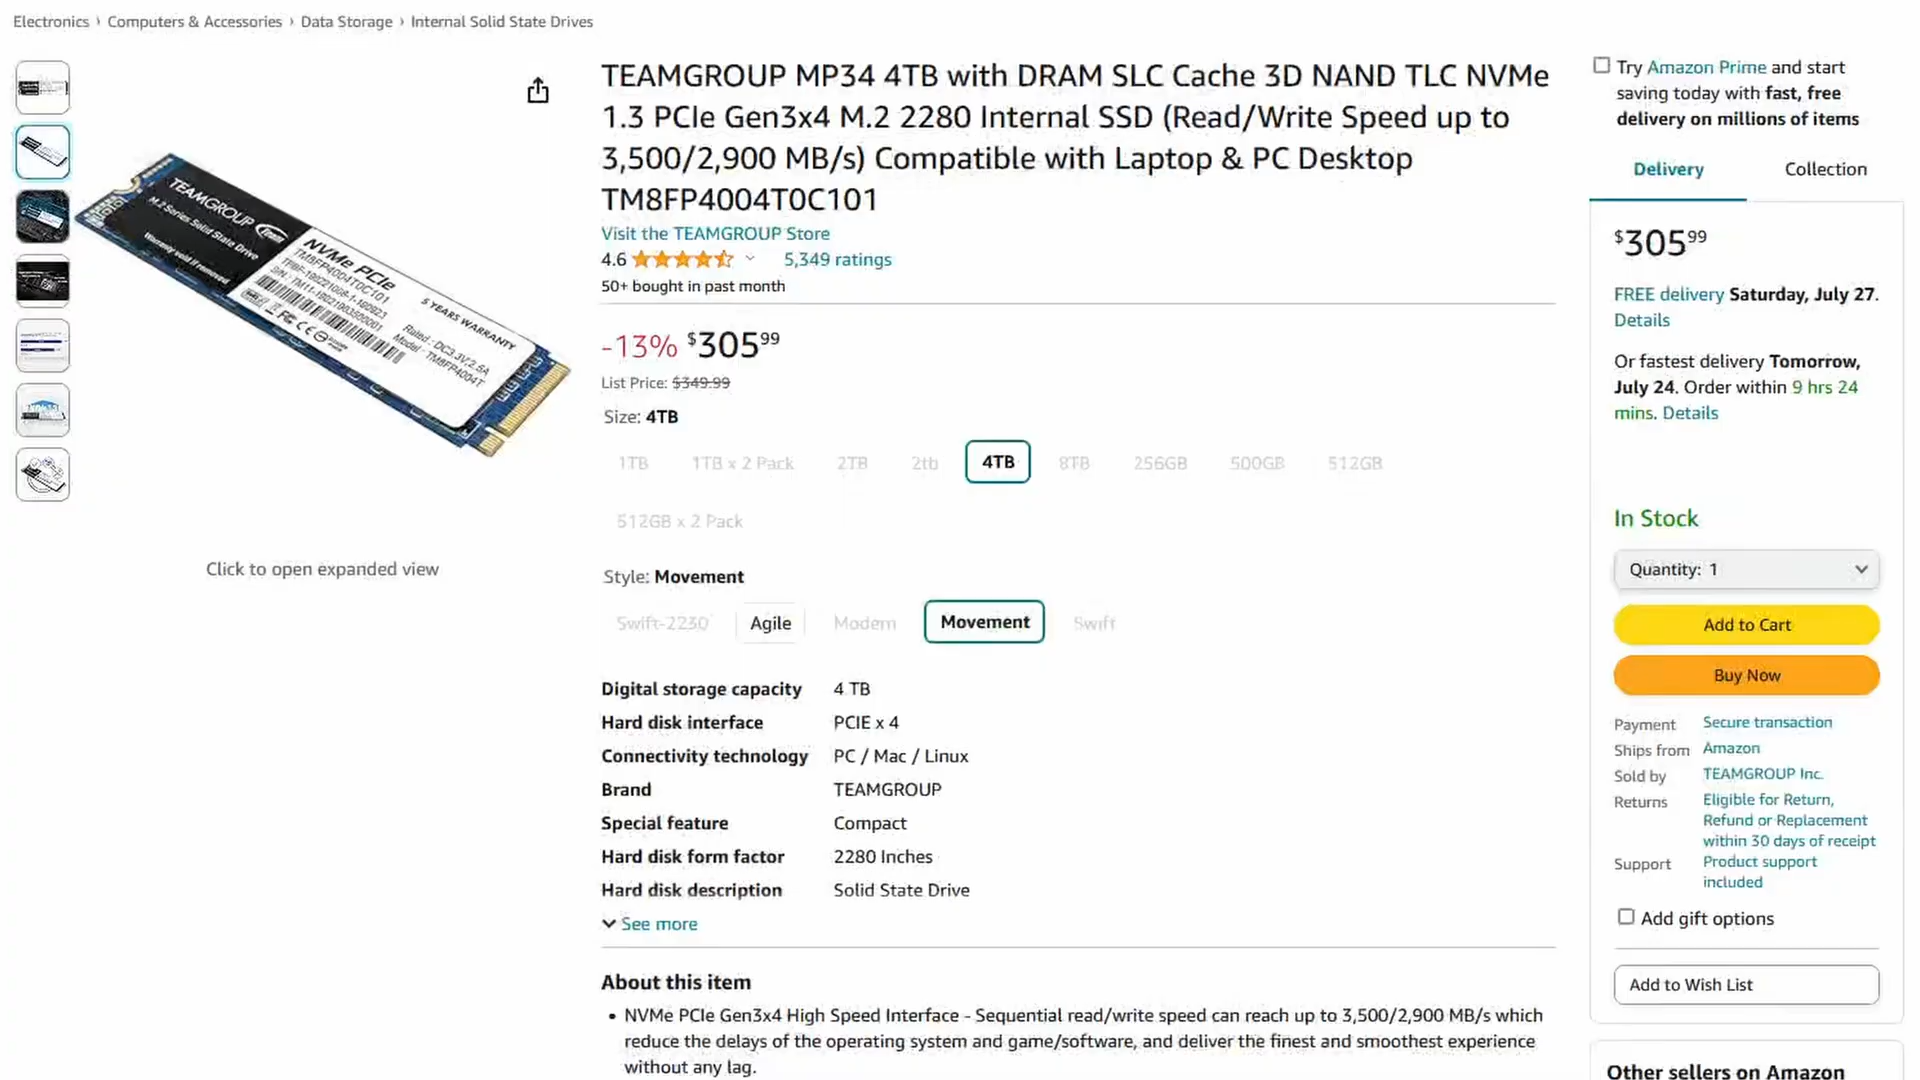 Electronics › Computers & Accessories › Data Storage › Internal Solid State Drives
TEAMGROUP
M.2 Series Solid State Drive
Warranty void if removed
NVMe PCIe
TM8FP4004T0C101
5 YEARS WARRANTY
Rated : DC3.3V,2.5A
Model : TM8FP4004T
Click to open expanded view
TEAMGROUP MP34 4TB with DRAM SLC Cache 3D NAND TLC NVMe
1.3 PCIe Gen3x4 M.2 2280 Internal SSD (Read/Write Speed up to
3,500/2,900 MB/s) Compatible with Laptop & PC Desktop
TM8FP4004T0C101
Visit the TEAMGROUP Store
4.6 5,349 ratings
50+ bought in past month
-13% $305 99
List Price: $349.99
Size: 4TB
1TB 1TB x 2 Pack 2TB 2tb 4TB 8TB 256GB 500GB 512GB
512GB x 2 Pack
Style: Movement
Swift-2230 Agile Modern Movement Swift
Digital storage capacity 4 TB
Hard disk interface PCIE x 4
Connectivity technology PC / Mac / Linux
Brand TEAMGROUP
Special feature Compact
Hard disk form factor 2280 Inches
Hard disk description Solid State Drive
See more
About this item
• NVMe PCIe Gen3x4 High Speed Interface - Sequential read/write speed can reach up to 3,500/2,900 MB/s which
reduce the delays of the operating system and game/software, and deliver the finest and smoothest experience
without any lag.
Try Amazon Prime and start
saving today with fast, free
delivery on millions of items
Delivery Collection
$305 99
FREE delivery Saturday, July 27.
Details
Or fastest delivery Tomorrow,
July 24. Order within 9 hrs 24
mins. Details
In Stock
Quantity: 1
Add to Cart
Buy Now
Payment Secure transaction
Ships from Amazon
Sold by TEAMGROUP Inc.
Returns Eligible for Return,
Refund or Replacement
within 30 days of receipt
Support Product support
included
Add gift options
Add to Wish List
Other sellers on Amazon